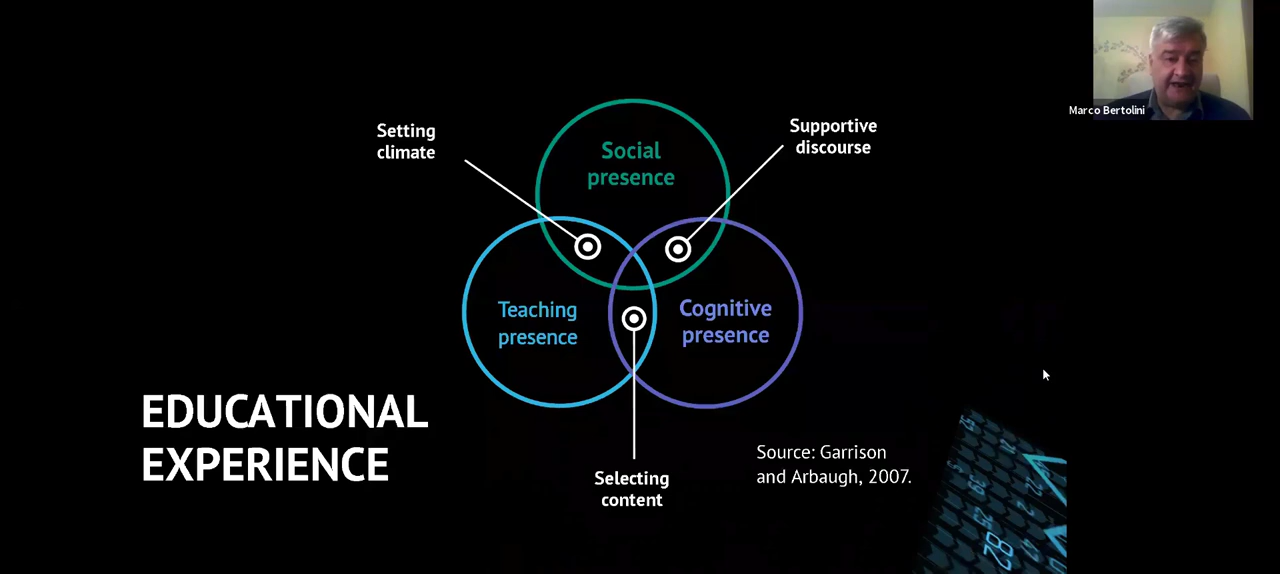 Marco Bertolini
Setting
climate
Supportive
discourse
Social
presence
Teaching
presence
Cognitive
presence
EDUCATIONAL
EXPERIENCE
Selecting
content
Source: Garrison
and Arbaugh, 2007.
82